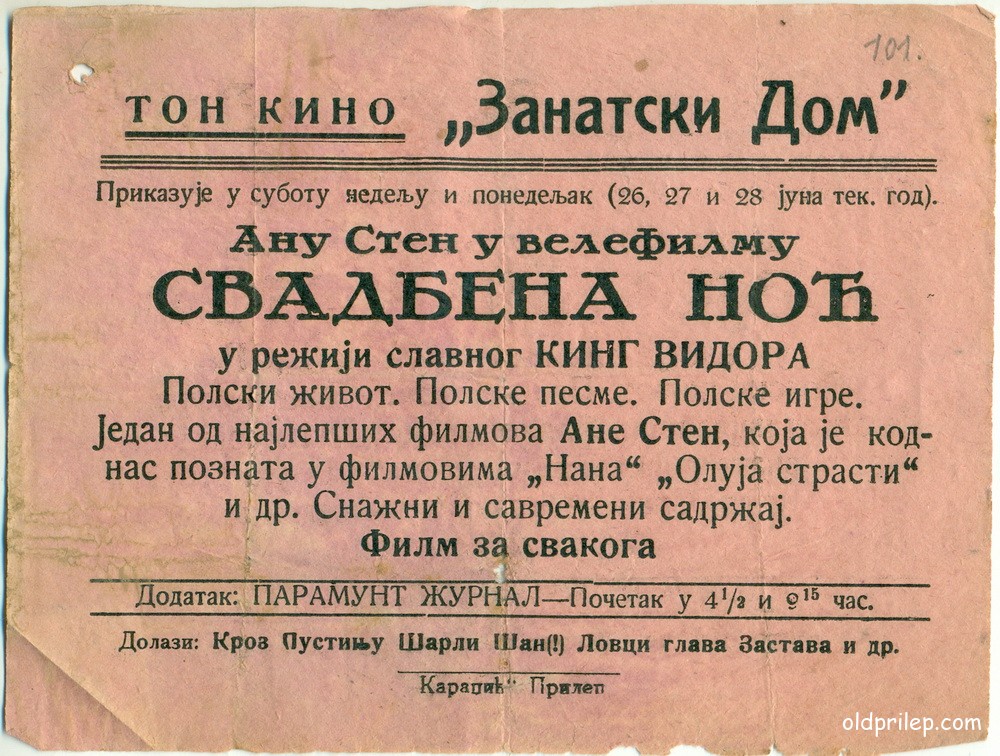 101.
ТОН КИНО „Занатски Дом”
Приказује у суботу недељу и понедељак (26, 27 и 28 јуна тек. год).
Ану Стен у велефилму
СВАДБЕНА НОЋ
у режији славног КИНГ ВИДОРА
Полски живот. Полске песме. Полске игре.
Један од најлепших филмова Ане Стен, која је код-
нас позната у филмовима „Нана“ „Олуја страсти“
и др. Снажни и савремени садржај.
Филм за свакога
Додатак: ПАРАМУНТ ЖУРНАЛ—Почетак у 4¹/₂ и 9¹⁵ час.
Долази: Кроз Пустињу Шарли Шан(!) Ловци глава Застава и др.
Караџић“ Прилеп
oldprilep.com